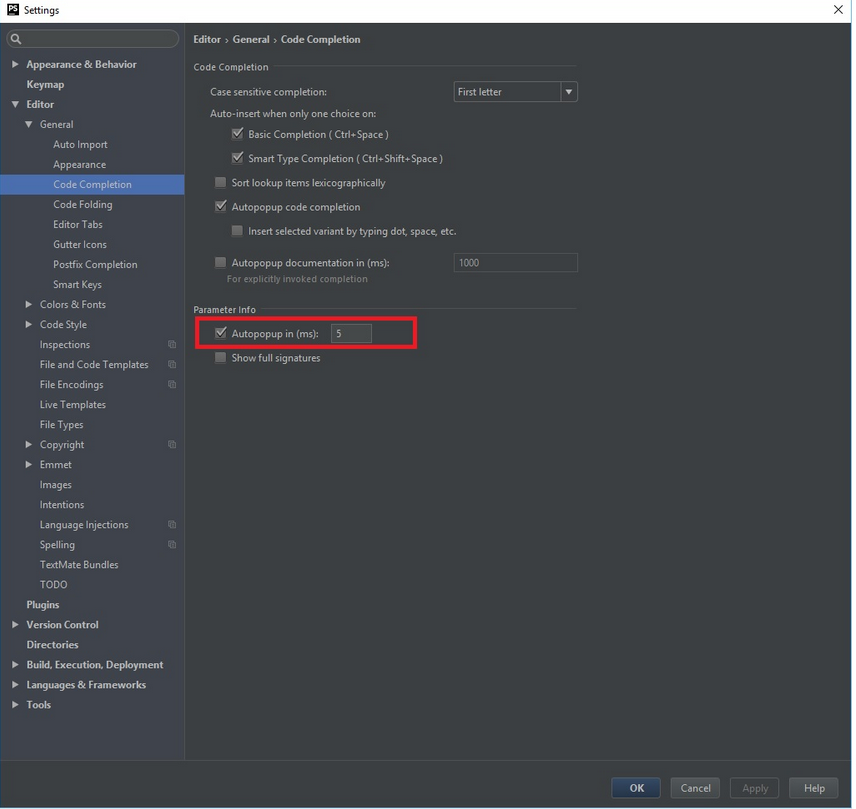 PS Settings
Editor › General › Code Completion
Appearance & Behavior
Keymap
Editor
General
Auto Import
Appearance
Code Completion
Code Folding
Editor Tabs
Gutter Icons
Postfix Completion
Smart Keys
Colors & Fonts
Code Style
Inspections
File and Code Templates
File Encodings
Live Templates
File Types
Copyright
Emmet
Images
Intentions
Language Injections
Spelling
TextMate Bundles
TODO
Plugins
Version Control
Directories
Build, Execution, Deployment
Languages & Frameworks
Tools
Code Completion
Case sensitive completion: First letter
Auto-insert when only one choice on:
Basic Completion ( Ctrl+Space )
Smart Type Completion ( Ctrl+Shift+Space )
Sort lookup items lexicographically
Autopopup code completion
Insert selected variant by typing dot, space, etc.
Autopopup documentation in (ms): 1000
For explicitly invoked completion
Parameter info
Autopopup in (ms): 5
Show full signatures
OK Cancel Apply Help